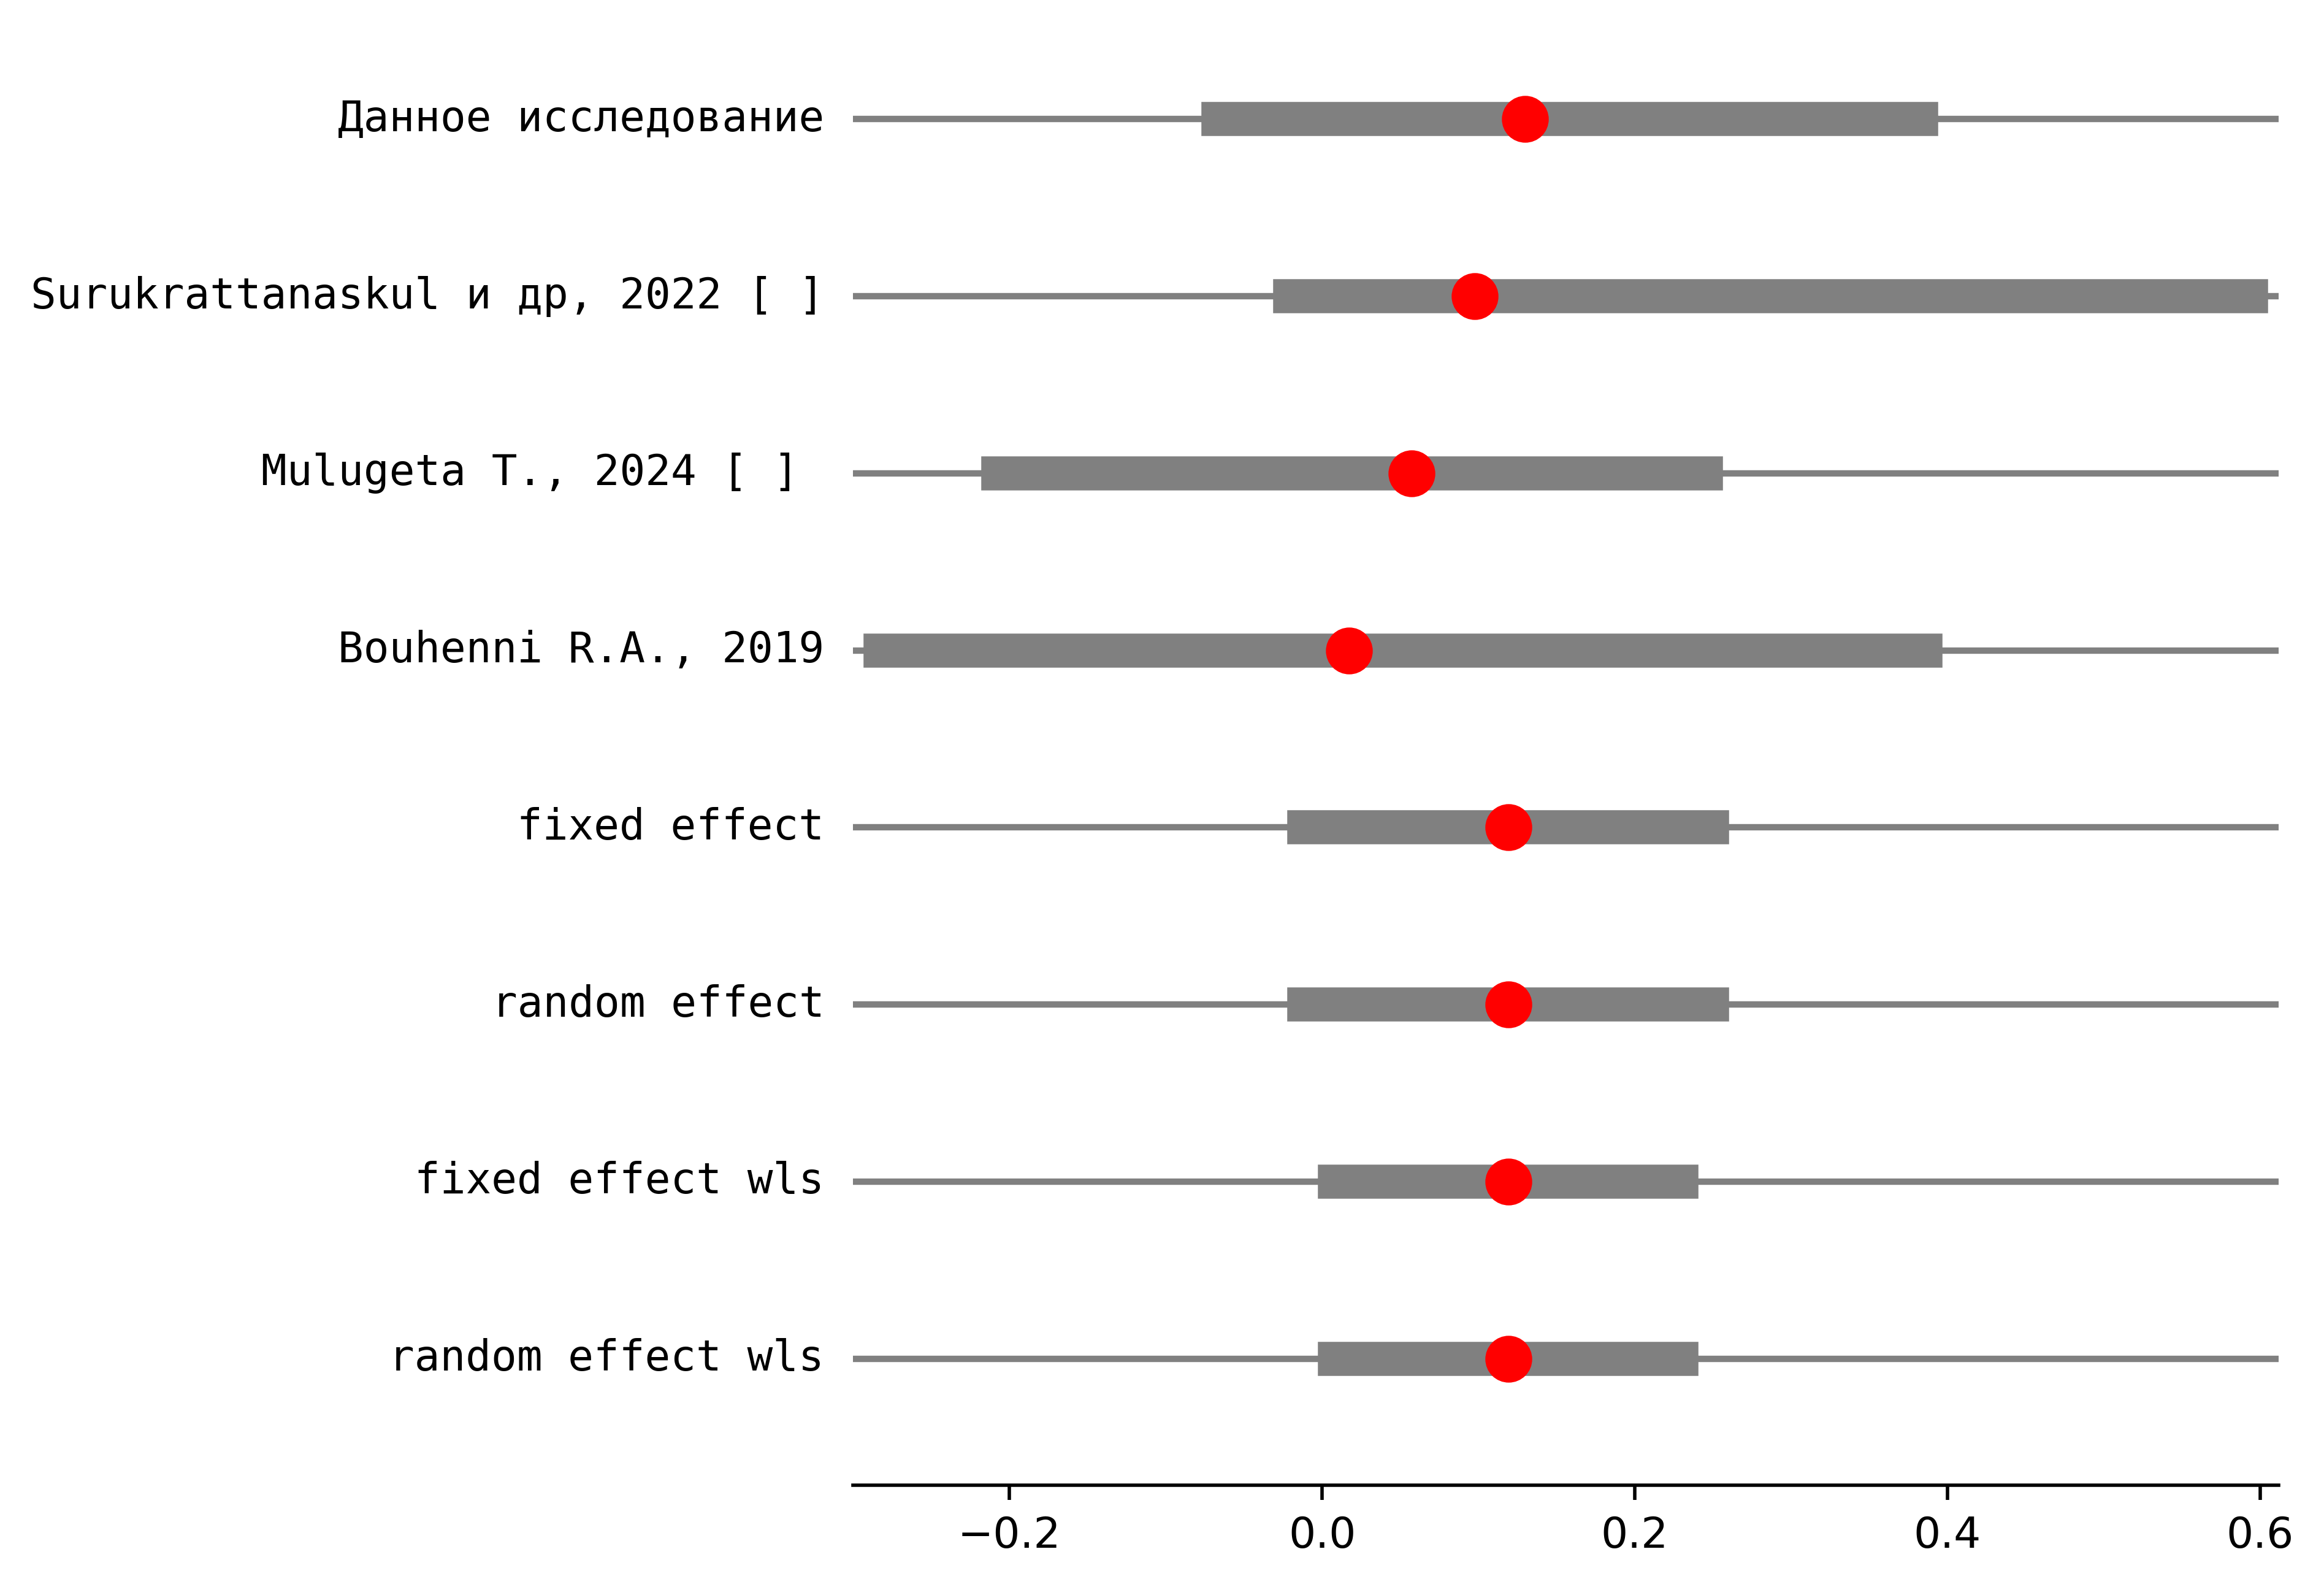 Данное исследование
Surukrattanaskul и др, 2022 [ ]
Mulugeta T., 2024 [ ]
Bouhenni R.A., 2019
fixed effect
random effect
fixed effect wls
random effect wls
−0.2 0.0 0.2 0.4 0.6